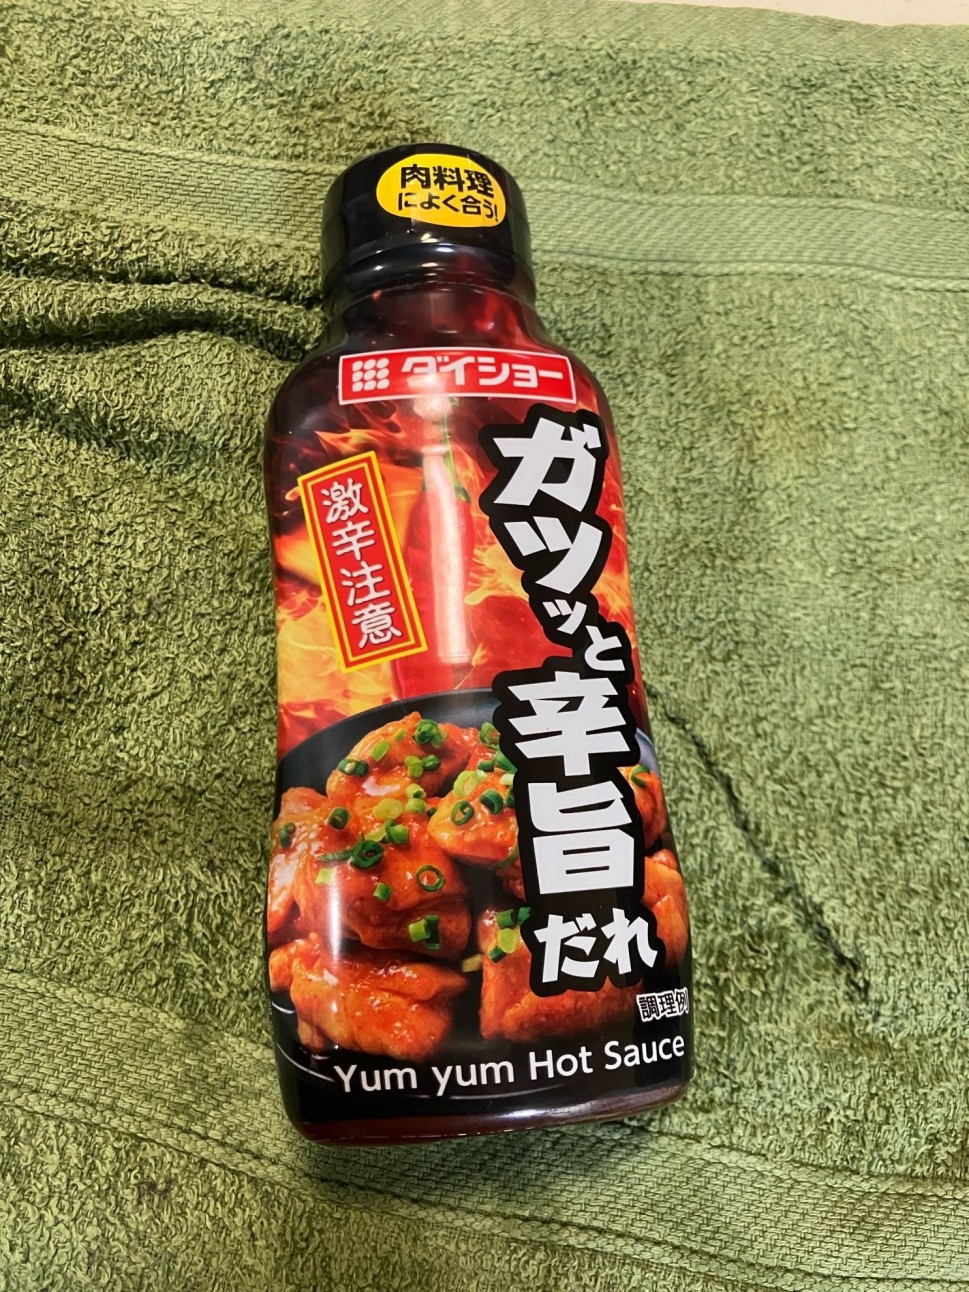 肉料理
によく合う!
ダイショー
激辛注意
ガツッと
辛旨
だれ
調理例
Yum yum Hot Sauce